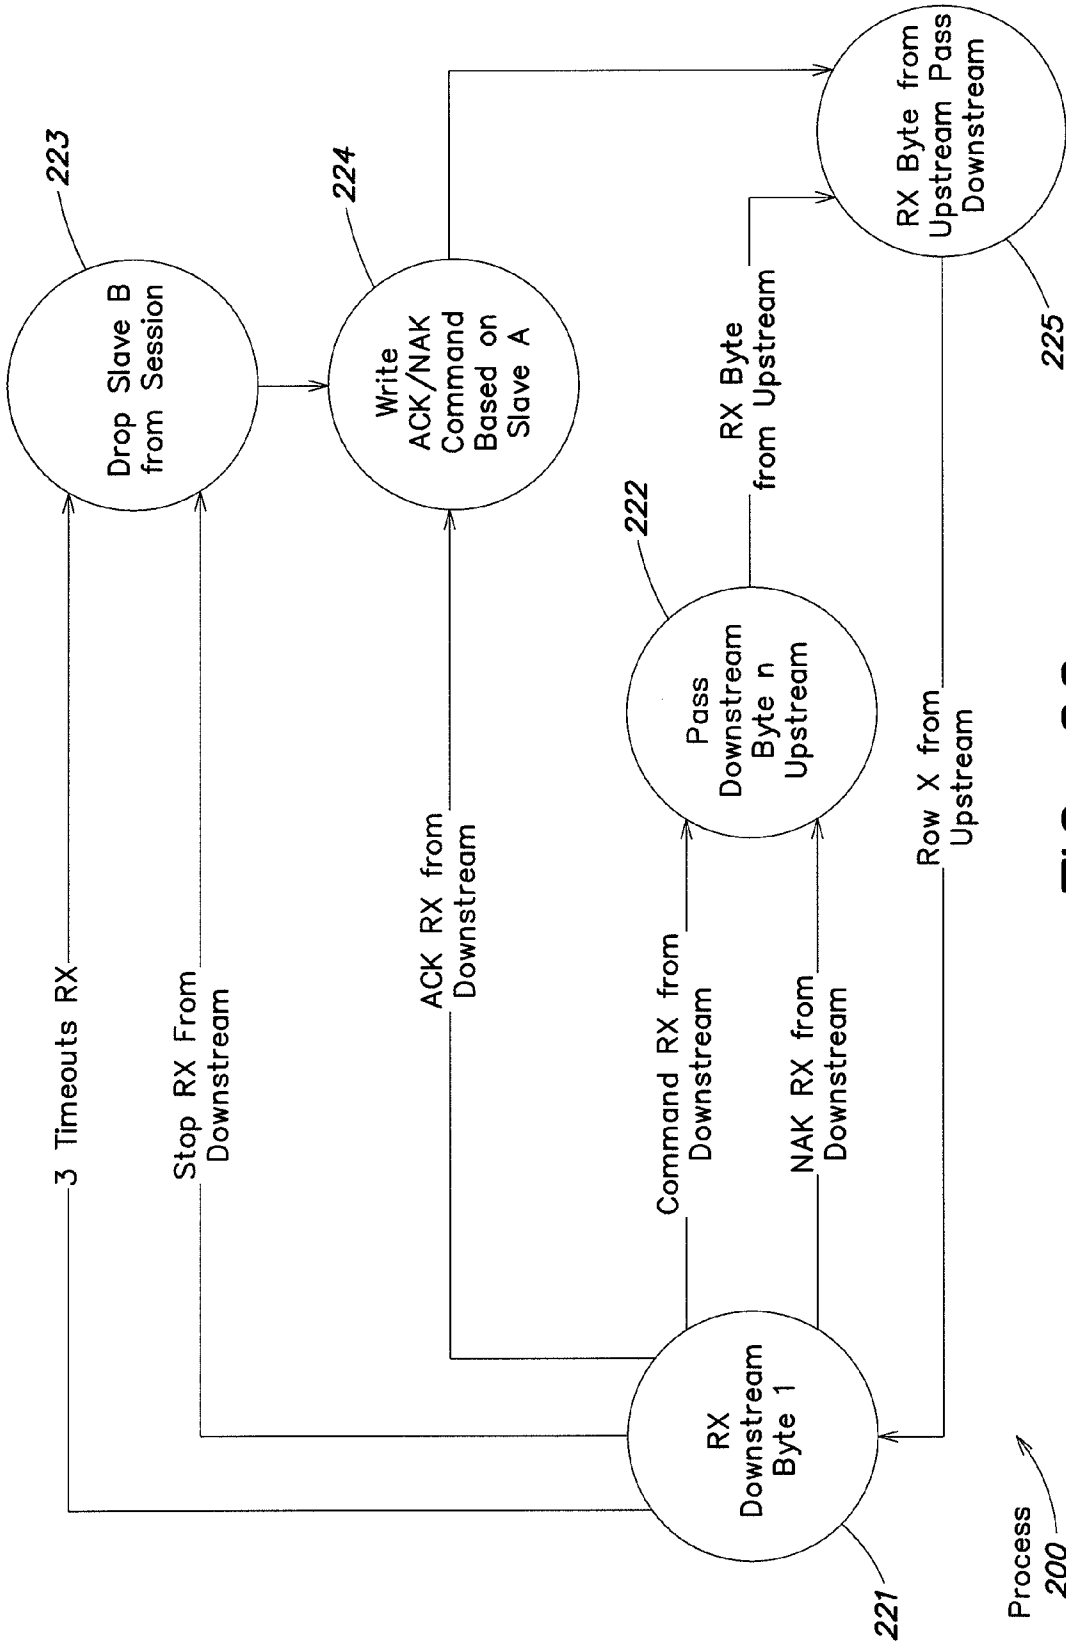 3 Timeouts RX
Stop RX From
Downstream
223
Drop Slave B
from Session
ACK RX from
Downstream
224
Write
ACK/NAK
Command
Based on
Slave A
Command RX from
Downstream
NAK RX from
Downstream
222
Pass
Downstream
Byte n
Upstream
RX Byte
from Upstream
RX
Downstream
Byte 1
221
Row X from
Upstream
RX Byte from
Upstream Pass
Downstream
225
Process
200